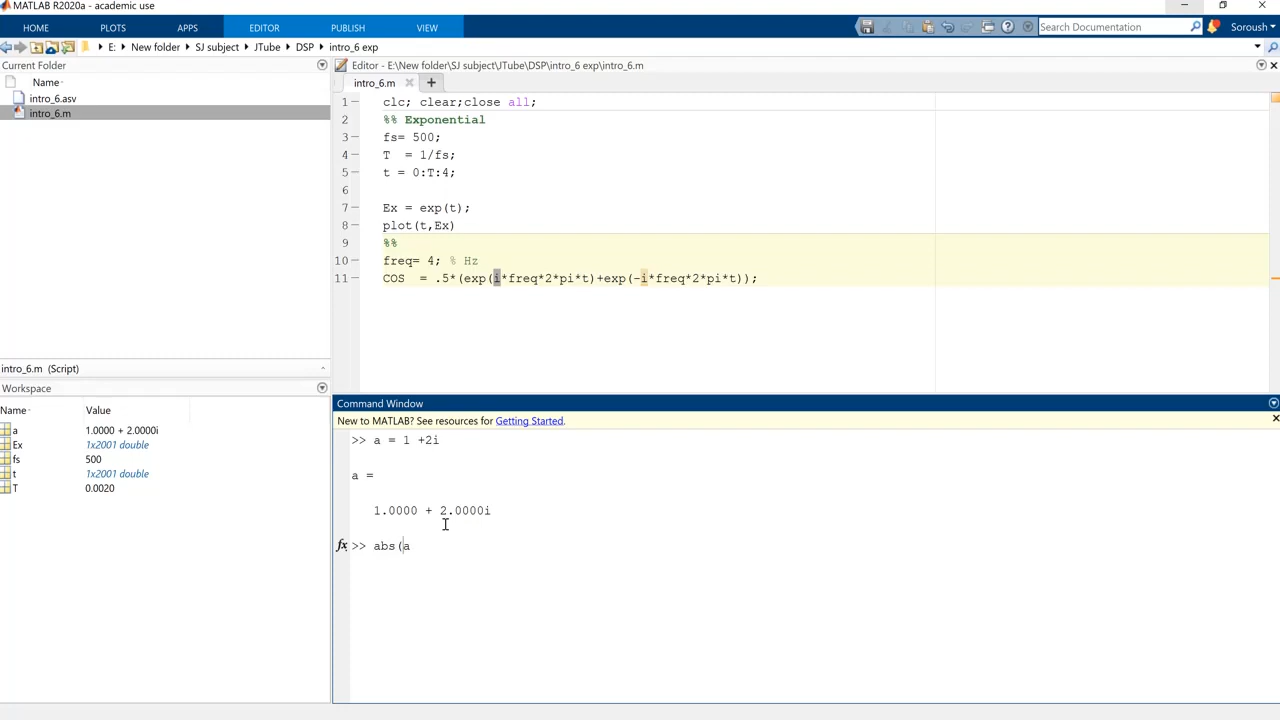 MATLAB R2020a - academic use
HOME PLOTS APPS EDITOR PUBLISH VIEW Search Documentation Soroush
E: New folder SJ subject JTube DSP intro_6 exp
Current Folder
Name
intro_6.asv
intro_6.m
intro_6.m (Script)
Workspace
Name Value
a 1.0000 + 2.0000i
Ex 1x2001 double
fs 500
t 1x2001 double
T 0.0020
Editor - E:\New folder\SJ subject\JTube\DSP\intro_6 exp\intro_6.m
intro_6.m
1 clc; clear;close all;
2 %% Exponential
3 fs= 500;
4 T = 1/fs;
5 t = 0:T:4;
6
7 Ex = exp(t);
8 plot(t,Ex)
9 %%
10 freq= 4; % Hz
11 COS = .5*(exp(i*freq*2*pi*t)+exp(-i*freq*2*pi*t));
Command Window
New to MATLAB? See resources for Getting Started.
>> a = 1 +2i
a =
1.0000 + 2.0000i
fx >> abs(a